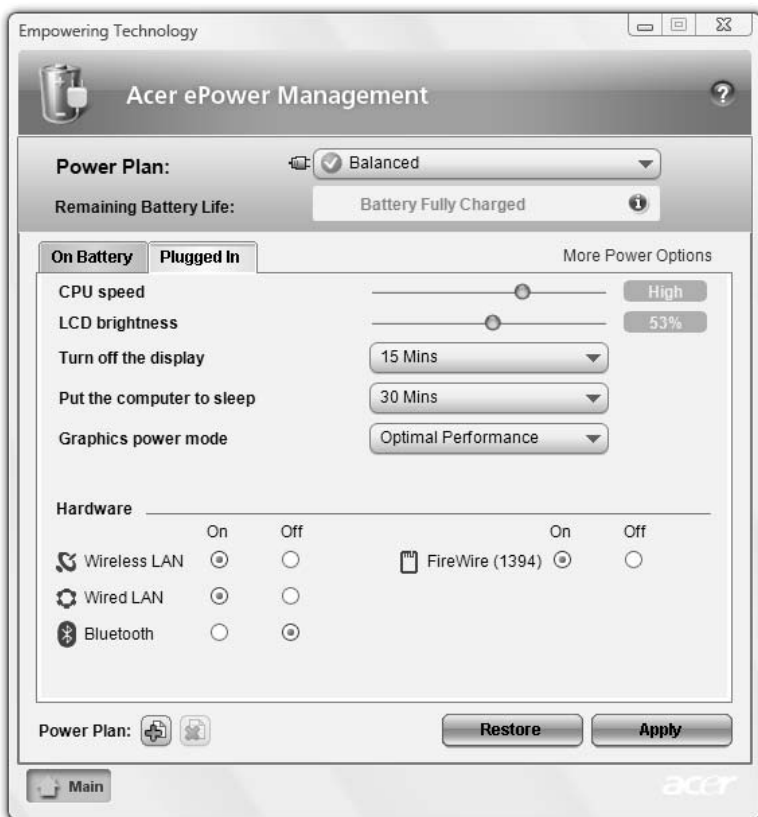 Empowering Technology
Acer ePower Management
Power Plan: Balanced
Remaining Battery Life: Battery Fully Charged
On Battery Plugged In More Power Options
CPU speed High
LCD brightness 53%
Turn off the display 15 Mins
Put the computer to sleep 30 Mins
Graphics power mode Optimal Performance
Hardware
On Off On Off
Wireless LAN FireWire (1394)
Wired LAN
Bluetooth
Power Plan: Restore Apply
Main acer